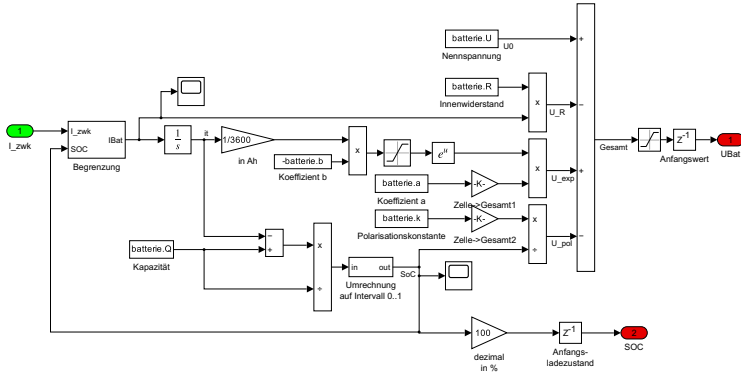 batterie.U
U0
Nennspannung
+
batterie.R
Innenwiderstand
x
U_R
−
1
I_zwk
I_zwk
SOC
IBat
Begrenzung
1
s
it
1/3600
in Ah
-batterie.b
Koeffizient b
x
e^u
batterie.a
Koeffizient a
-K-
Zelle->Gesamt1
x
U_exp
+
Gesamt
z-1
Anfangswert
1
UBat
batterie.k
Polarisationskonstante
-K-
Zelle->Gesamt2
x
÷
U_pol
−
batterie.Q
Kapazität
−
+
x
÷
in out
SoC
Umrechnung
auf Intervall 0..1
100
dezimal
in %
z-1
Anfangs-
ladezustand
2
SOC